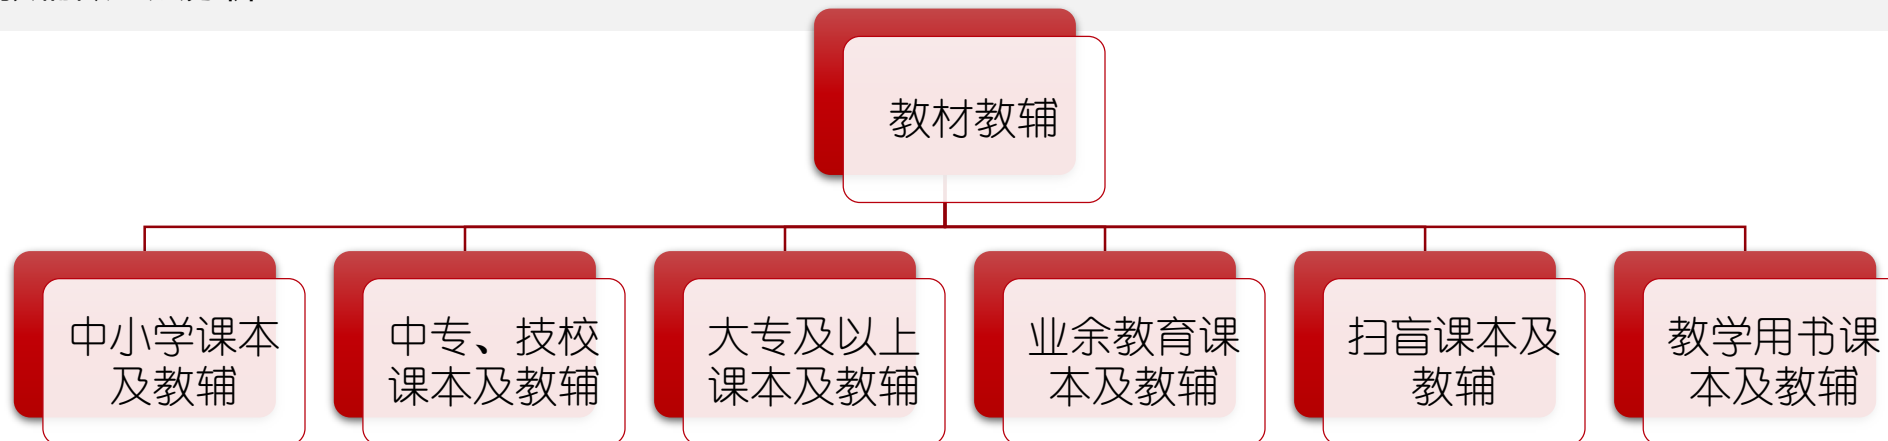 教材教辅
中小学课本
及教辅
中专、技校
课本及教辅
大专及以上
课本及教辅
业余教育课
本及教辅
扫盲课本及
教辅
教学用书课
本及教辅